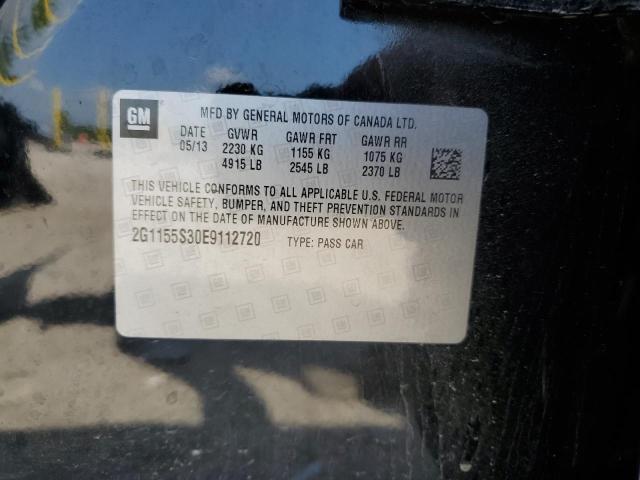 GM
MFD BY GENERAL MOTORS OF CANADA LTD.
DATE GVWR GAWR FRT GAWR RR
05/13 2230 KG 1155 KG 1075 KG
4915 LB 2545 LB 2370 LB
THIS VEHICLE CONFORMS TO ALL APPLICABLE U.S. FEDERAL MOTOR
VEHICLE SAFETY, BUMPER, AND THEFT PREVENTION STANDARDS IN
EFFECT ON THE DATE OF MANUFACTURE SHOWN ABOVE.
2G1155S30E9112720 TYPE: PASS CAR